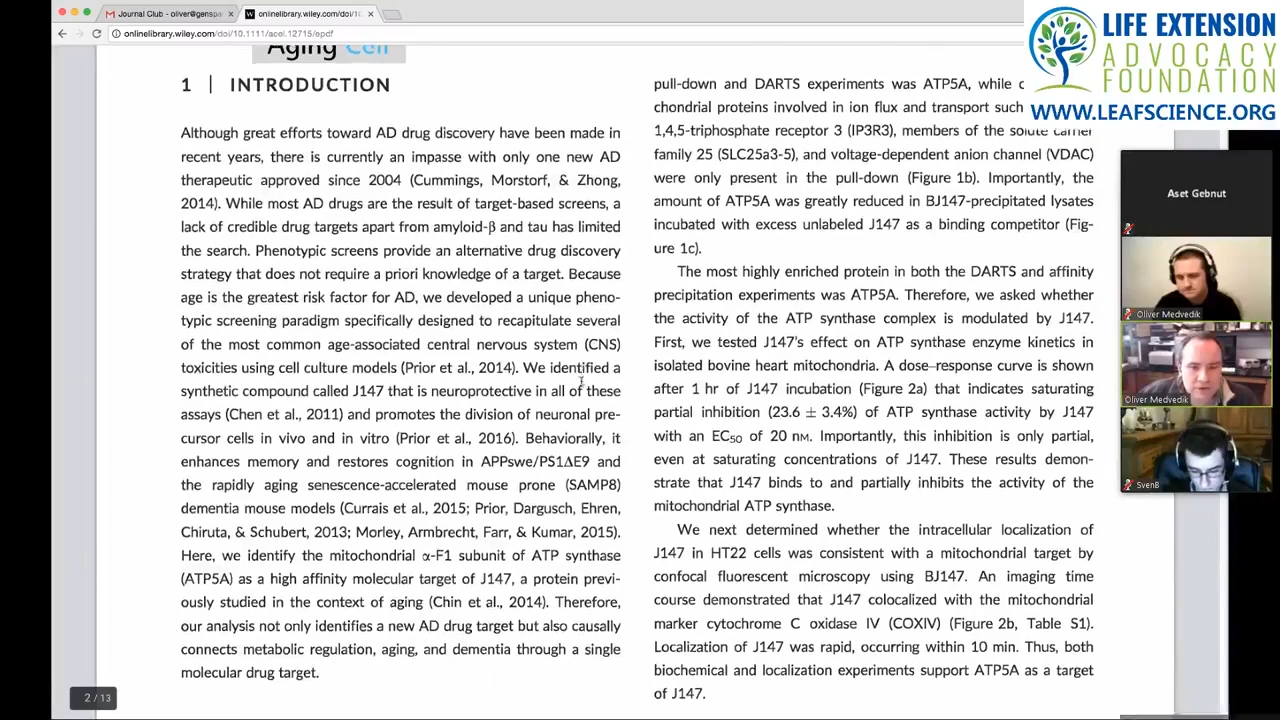 Journal Club - oliver@genspa
onlinelibrary.wiley.com/doi/10.
onlinelibrary.wiley.com/doi/10.1111/acel.12715/epdf
LIFE EXTENSION
ADVOCACY
FOUNDATION
WWW.LEAFSCIENCE.ORG
Aging Cell
1 | INTRODUCTION
Although great efforts toward AD drug discovery have been made in
recent years, there is currently an impasse with only one new AD
therapeutic approved since 2004 (Cummings, Morstorf, & Zhong,
2014). While most AD drugs are the result of target-based screens, a
lack of credible drug targets apart from amyloid-β and tau has limited
the search. Phenotypic screens provide an alternative drug discovery
strategy that does not require a priori knowledge of a target. Because
age is the greatest risk factor for AD, we developed a unique pheno-
typic screening paradigm specifically designed to recapitulate several
of the most common age-associated central nervous system (CNS)
toxicities using cell culture models (Prior et al., 2014). We identified a
synthetic compound called J147 that is neuroprotective in all of these
assays (Chen et al., 2011) and promotes the division of neuronal pre-
cursor cells in vivo and in vitro (Prior et al., 2016). Behaviorally, it
enhances memory and restores cognition in APPswe/PS1ΔE9 and
the rapidly aging senescence-accelerated mouse prone (SAMP8)
dementia mouse models (Currais et al., 2015; Prior, Dargusch, Ehren,
Chiruta, & Schubert, 2013; Morley, Armbrecht, Farr, & Kumar, 2015).
Here, we identify the mitochondrial α-F1 subunit of ATP synthase
(ATP5A) as a high affinity molecular target of J147, a protein previ-
ously studied in the context of aging (Chin et al., 2014). Therefore,
our analysis not only identifies a new AD drug target but also causally
connects metabolic regulation, aging, and dementia through a single
molecular drug target.
pull-down and DARTS experiments was ATP5A, while
chondrial proteins involved in ion flux and transport such
1,4,5-triphosphate receptor 3 (IP3R3), members of the solute carrier
family 25 (SLC25a3-5), and voltage-dependent anion channel (VDAC)
were only present in the pull-down (Figure 1b). Importantly, the
amount of ATP5A was greatly reduced in BJ147-precipitated lysates
incubated with excess unlabeled J147 as a binding competitor (Fig-
ure 1c).
The most highly enriched protein in both the DARTS and affinity
precipitation experiments was ATP5A. Therefore, we asked whether
the activity of the ATP synthase complex is modulated by J147.
First, we tested J147's effect on ATP synthase enzyme kinetics in
isolated bovine heart mitochondria. A dose–response curve is shown
after 1 hr of J147 incubation (Figure 2a) that indicates saturating
partial inhibition (23.6 ± 3.4%) of ATP synthase activity by J147
with an EC50 of 20 nM. Importantly, this inhibition is only partial,
even at saturating concentrations of J147. These results demon-
strate that J147 binds to and partially inhibits the activity of the
mitochondrial ATP synthase.
We next determined whether the intracellular localization of
J147 in HT22 cells was consistent with a mitochondrial target by
confocal fluorescent microscopy using BJ147. An imaging time
course demonstrated that J147 colocalized with the mitochondrial
marker cytochrome C oxidase IV (COXIV) (Figure 2b, Table S1).
Localization of J147 was rapid, occurring within 10 min. Thus, both
biochemical and localization experiments support ATP5A as a target
of J147.
2 / 13
Aset Gebnut
Oliver Medvedik
Oliver Medvedik
SvenB